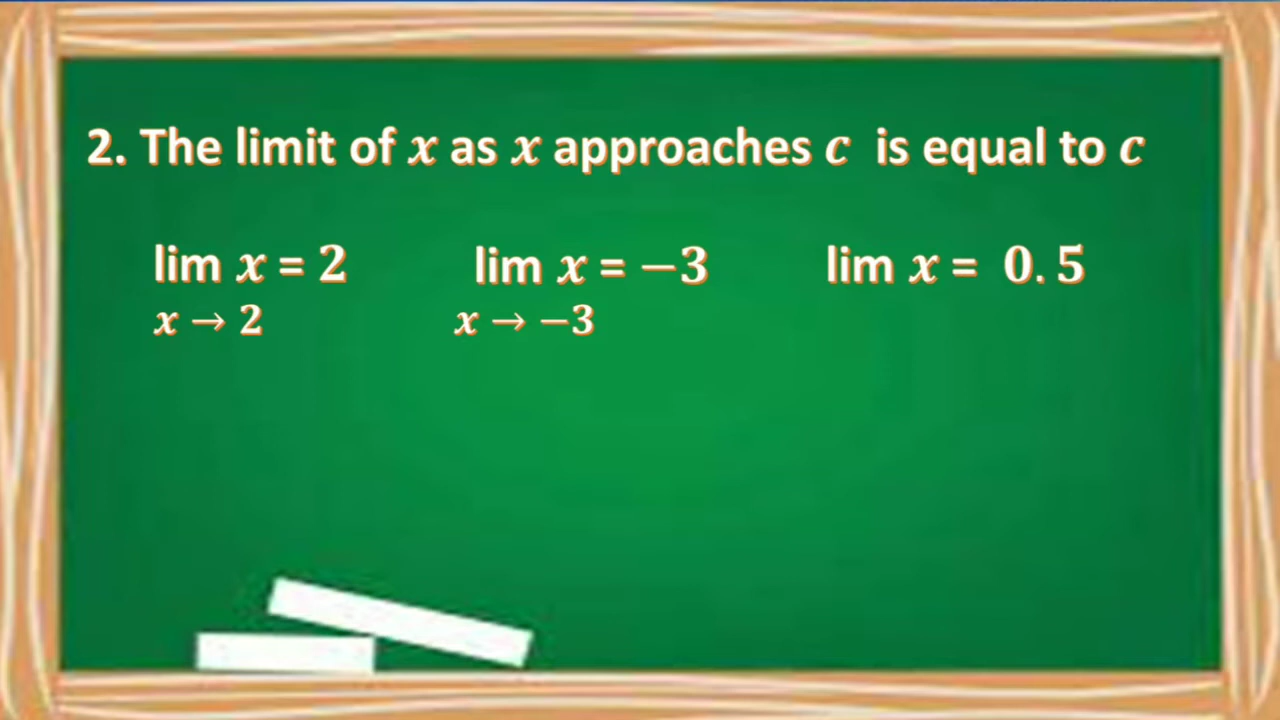 2. The limit of x as x approaches c is equal to c
lim x = 2 lim x = −3 lim x = 0.5
x → 2 x → −3